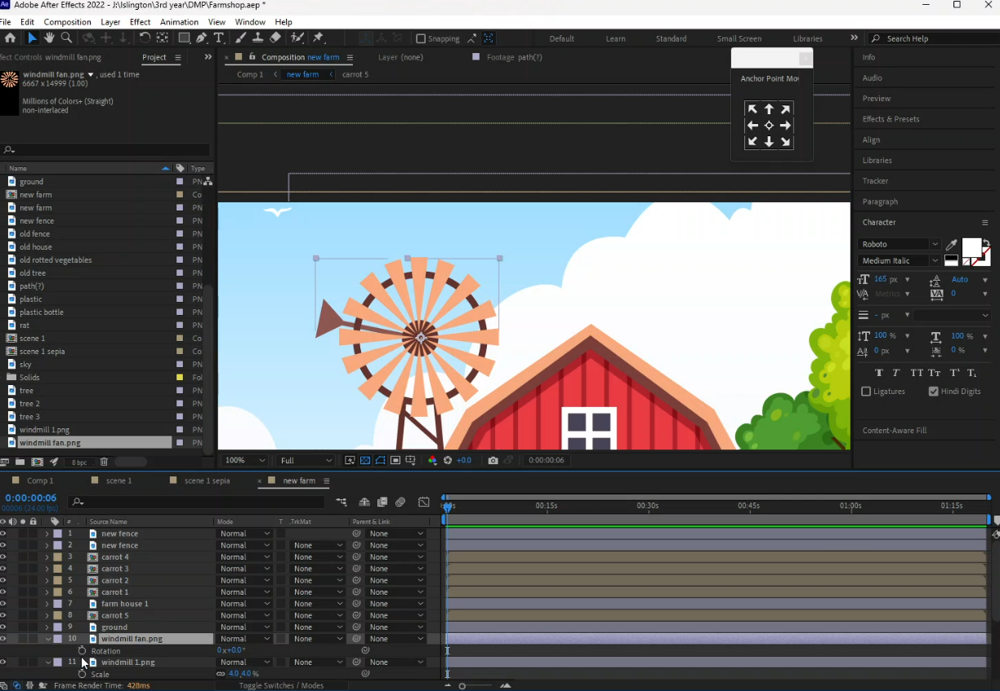 Ae Adobe After Effects 2022 - J:\Islington\3rd year\DMP\Farmshop.aep *
File Edit Composition Layer Effect Animation View Window Help
Snapping Default Learn Standard Small Screen Libraries » Search Help
fect Controls windmill fan.png Project Composition new farm Layer (none) Footage path(?)
Comp 1 new farm carrot 5
windmill fan.png , used 1 time
6667 x 14999 (1.00)
Millions of Colors+ (Straight)
non-interlaced
Anchor Point Mov
Info
Audio
Preview
Effects & Presets
Align
Libraries
Tracker
Paragraph
Character
Roboto
Medium Italic
165 px Auto
Metrics 0
- px
100 % 100 %
0 px 0 %
Ligatures Hindi Digits
Content-Aware Fill
Name Type
ground PN
new farm Co
new farm PN
new fence PN
old fence PN
old house PN
old rotted vegetables PN
old tree PN
path(?) PN
plastic PN
plastic bottle PN
rat PN
scene 1 Co
scene 1 sepia Co
sky PN
Solids Fol
tree PN
tree 2 PN
tree 3 PN
windmill 1.png PN
windmill fan.png PN
8 bpc
100% Full +0.0 0:00:00:06
Comp 1 scene 1 scene 1 sepia × new farm
0:00:00:06
00006 (24.00 fps)
00:15s 00:30s 00:45s 01:00s 01:15s
# Source Name Mode T .TrkMat Parent & Link
1 new fence Normal None
2 new fence Normal None None
3 carrot 4 Normal None None
4 carrot 3 Normal None None
5 carrot 2 Normal None None
6 carrot 1 Normal None None
7 farm house 1 Normal None None
8 carrot 5 Normal None None
9 ground Normal None None
10 windmill fan.png Normal None None
Rotation 0x+0.0°
11 windmill 1.png Normal None None
Scale 4.0,4.0%
Frame Render Time: 428ms Toggle Switches / Modes